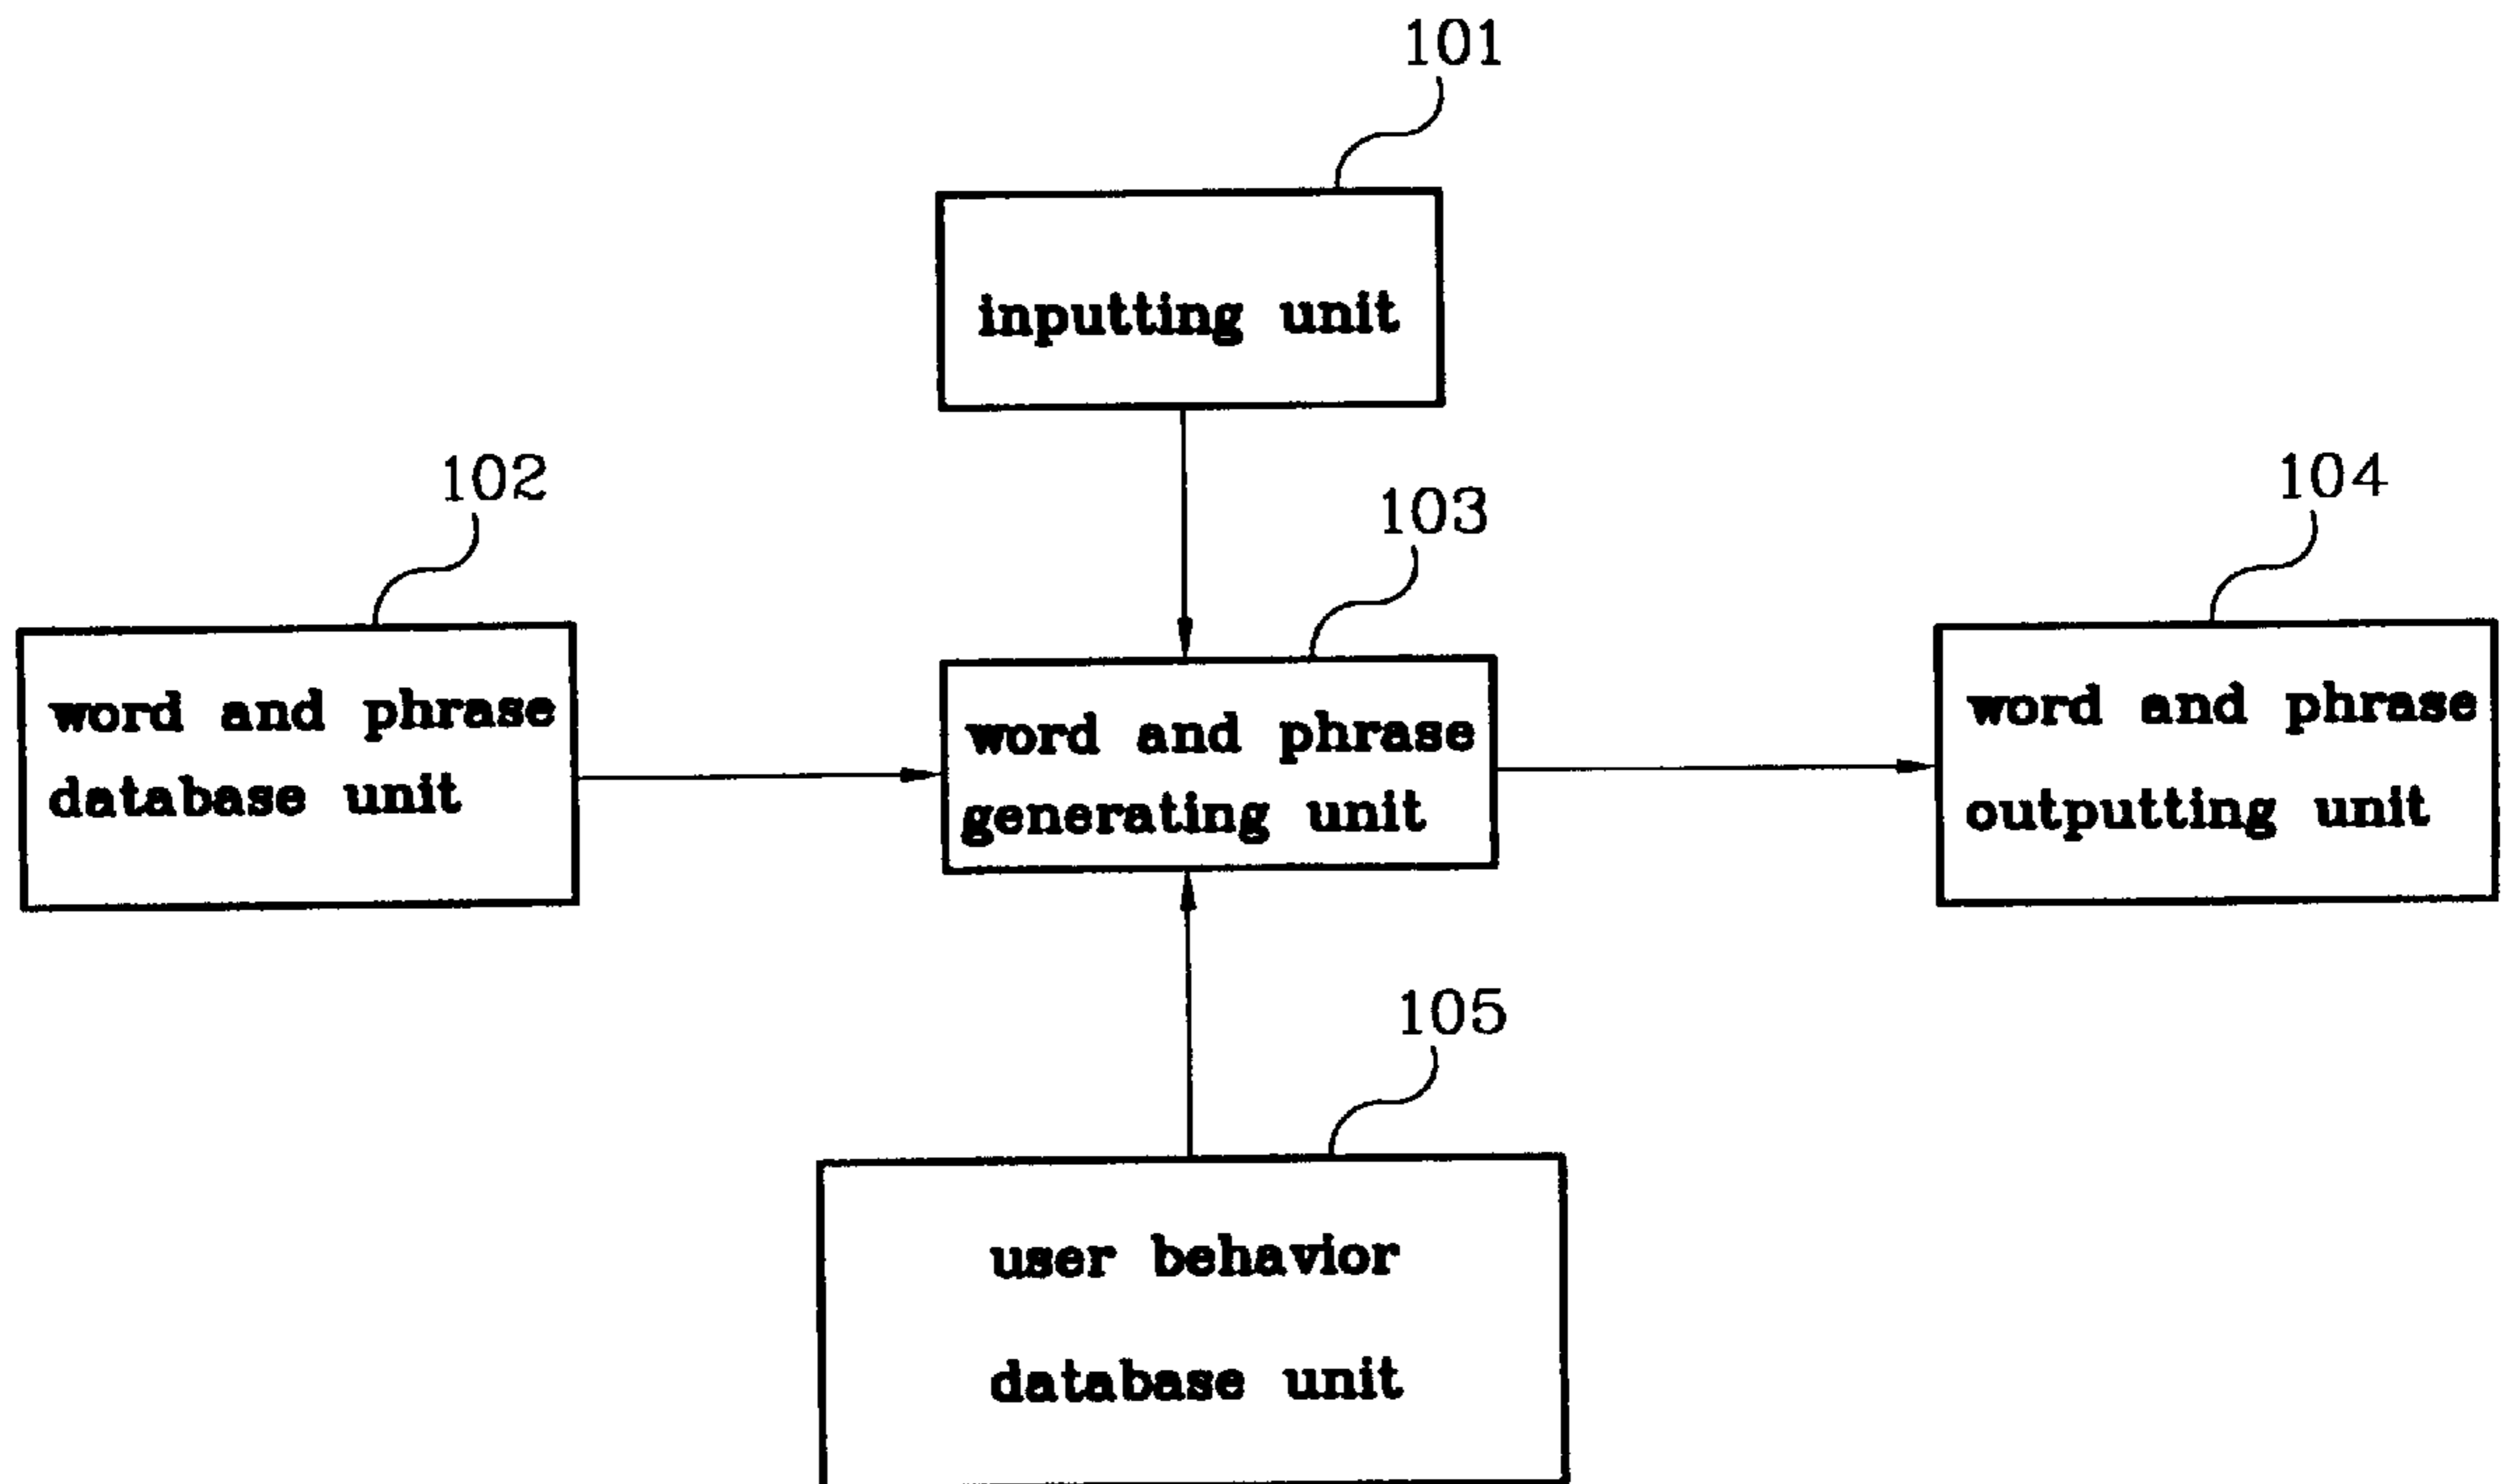 101
inputting unit
102
103
104
word and phrase
database unit
word and phrase
generating unit
word and phrase
outputting unit
105
user behavior
database unit